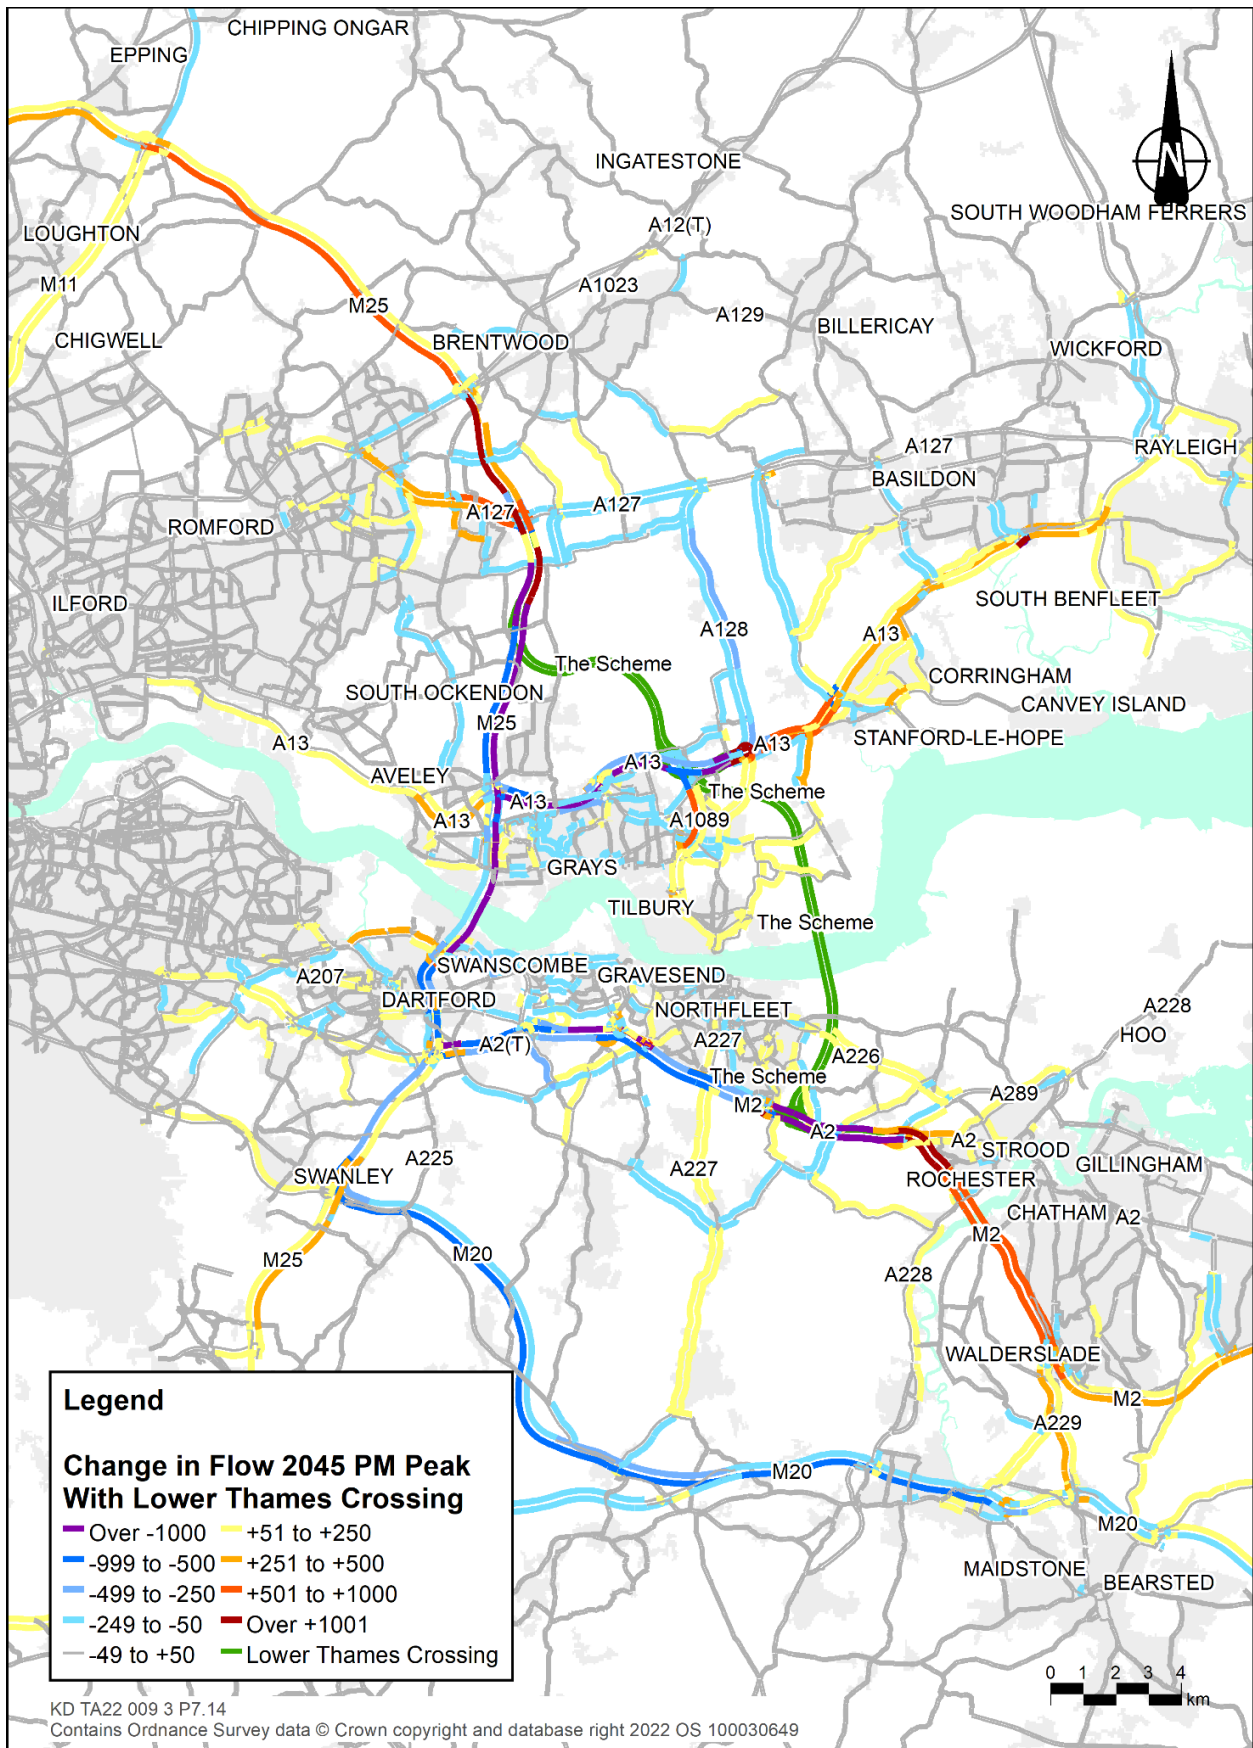 CHIPPING ONGAR
EPPING
N
INGATESTONE
SOUTH WOODHAM FERRERS
A12(T)
LOUGHTON
M11
A1023
M25
A129
BILLERICAY
CHIGWELL
BRENTWOOD
WICKFORD
A127
RAYLEIGH
BASILDON
A127
A127
ROMFORD
ILFORD
SOUTH BENFLEET
A128
A13
The Scheme
CORRINGHAM
SOUTH OCKENDON
CANVEY ISLAND
M25
A13
A13
STANFORD-LE-HOPE
A13
AVELEY
The Scheme
A13
A13
A1089
GRAYS
TILBURY
The Scheme
SWANSCOMBE
A207
GRAVESEND
DARTFORD
A228
NORTHFLEET
HOO
A2(T)
A227
A226
The Scheme
A289
M2
A2
A2
STROOD
A225
GILLINGHAM
A227
SWANLEY
ROCHESTER
CHATHAM
A2
M2
M20
M25
A228
WALDERSLADE
M2
A229
M20
M20
MAIDSTONE
BEARSTED
Legend
Change in Flow 2045 PM Peak
With Lower Thames Crossing
Over -1000
+51 to +250
-999 to -500
+251 to +500
-499 to -250
+501 to +1000
-249 to -50
Over +1001
-49 to +50
Lower Thames Crossing
0 1 2 3 4
km
KD TA22 009 3 P7.14
Contains Ordnance Survey data © Crown copyright and database right 2022 OS 100030649